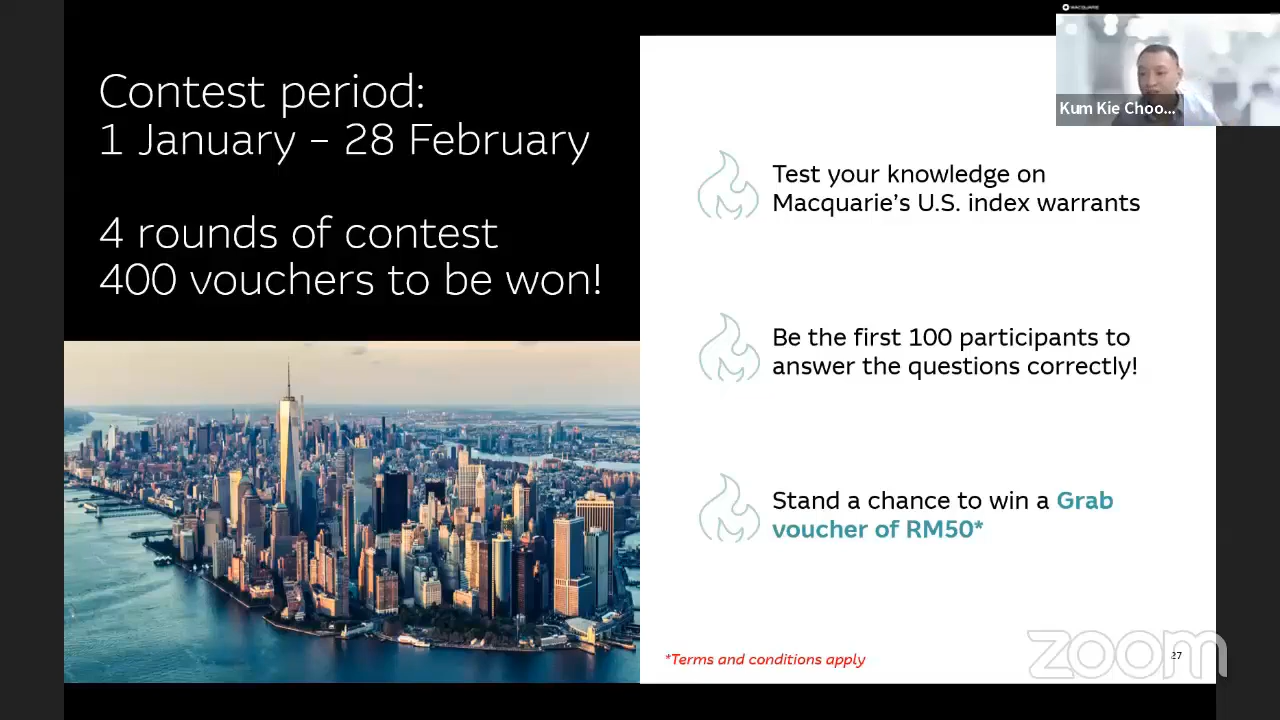 Contest period:
1 January – 28 February
4 rounds of contest
400 vouchers to be won!
MACQUARIE
Kum Kie Choo...
Test your knowledge on
Macquarie's U.S. index warrants
Be the first 100 participants to
answer the questions correctly!
Stand a chance to win a Grab
voucher of RM50*
*Terms and conditions apply
zoom
27